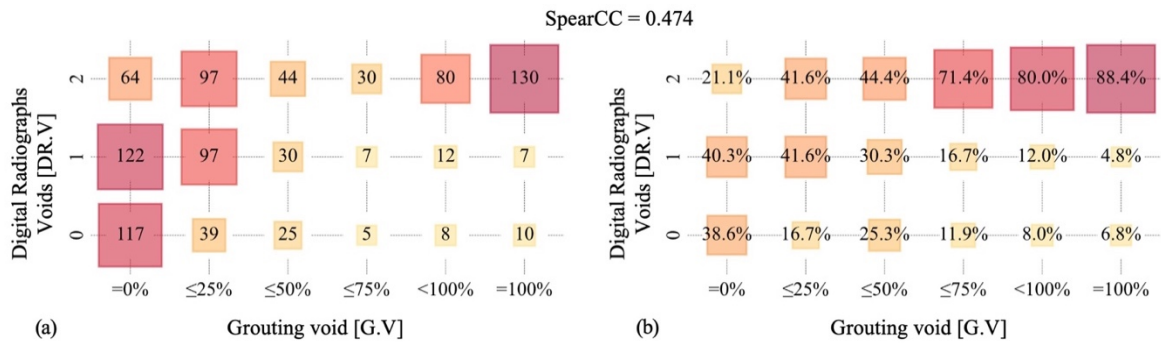 SpearCC = 0.474
Digital Radiographs
Voids [DR.V]
2 64 97 44 30 80 130
1 122 97 30 7 12 7
0 117 39 25 5 8 10
=0% ≤25% ≤50% ≤75% <100% =100%
(a) Grouting void [G.V]
Digital Radiographs
Voids [DR.V]
2 21.1% 41.6% 44.4% 71.4% 80.0% 88.4%
1 40.3% 41.6% 30.3% 16.7% 12.0% 4.8%
0 38.6% 16.7% 25.3% 11.9% 8.0% 6.8%
=0% ≤25% ≤50% ≤75% <100% =100%
(b) Grouting void [G.V]